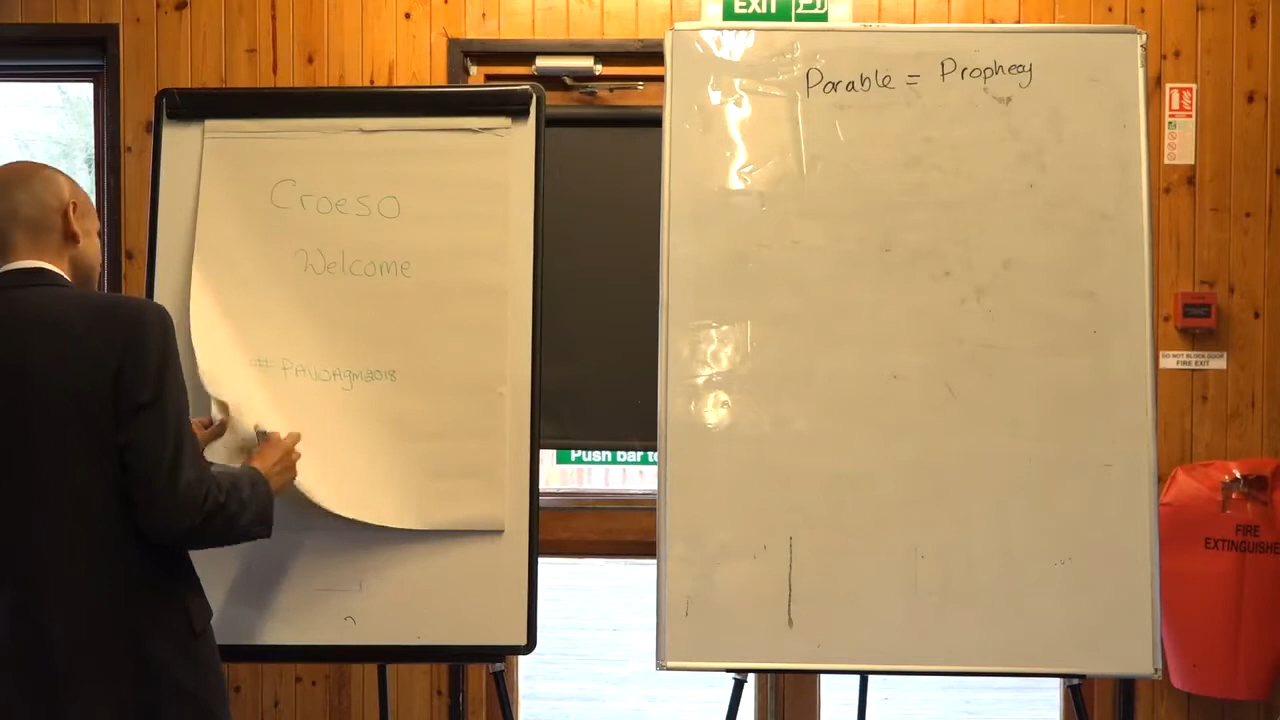 EXIT
Parable = Prophecy
Croeso
Welcome
#PAVOAgm2018
Push bar to
DO NOT BLOCK DOOR
FIRE EXIT
FIRE
EXTINGUISHE